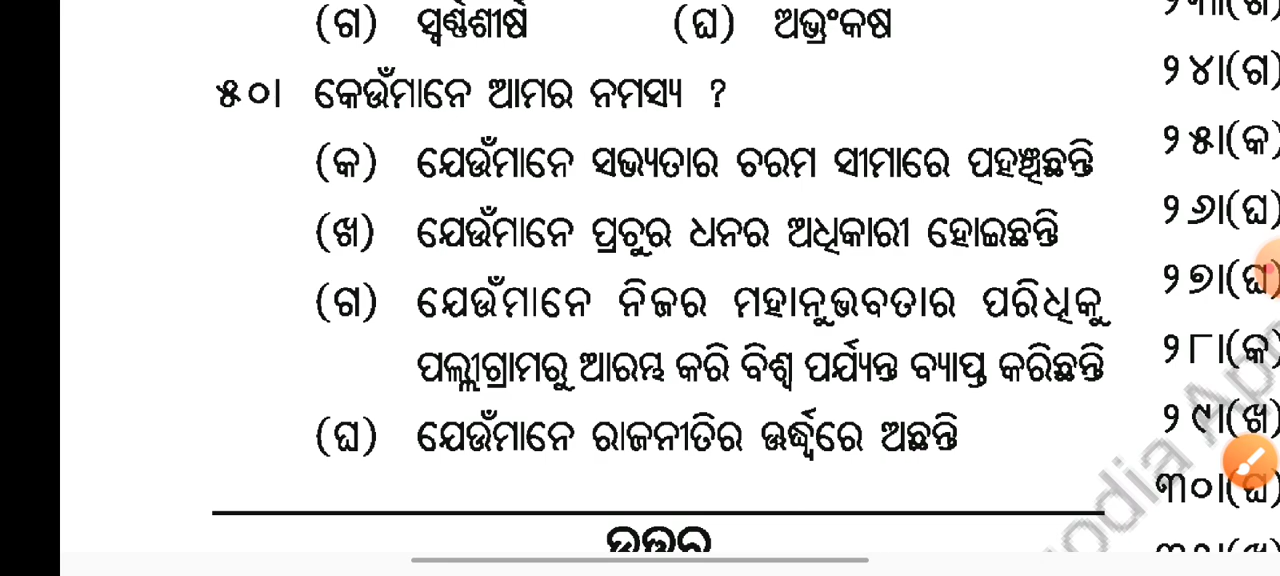 (ଗ) ସ୍ୱର୍ଣ୍ଣଶୀର୍ଷ (ଘ) ଅଭ୍ରଂକଷ
୫୦। କେଉଁମାନେ ଆମର ନମସ୍ୟ ?
(କ) ଯେଉଁମାନେ ସଭ୍ୟତାର ଚରମ ସୀମାରେ ପହଞ୍ଚିଛନ୍ତି
(ଖ) ଯେଉଁମାନେ ପ୍ରଚୁର ଧନର ଅଧିକାରୀ ହୋଇଛନ୍ତି
(ଗ) ଯେଉଁମାନେ ନିଜର ମହାନୁଭବତାର ପରିଧିକୁ
ପଲ୍ଲୀଗ୍ରାମରୁ ଆରମ୍ଭ କରି ବିଶ୍ୱ ପର୍ଯ୍ୟନ୍ତ ବ୍ୟାପ୍ତ କରିଛନ୍ତି
(ଘ) ଯେଉଁମାନେ ରାଜନୀତିର ଊର୍ଦ୍ଧ୍ୱରେ ଅଛନ୍ତି
୨୪।(ଗ)
୨୫।(କ)
୨୬।(ଘ)
୨୭।(ଘ)
୨୮।(କ)
୨୯।(ଖ)
୩୦।(ଘ)